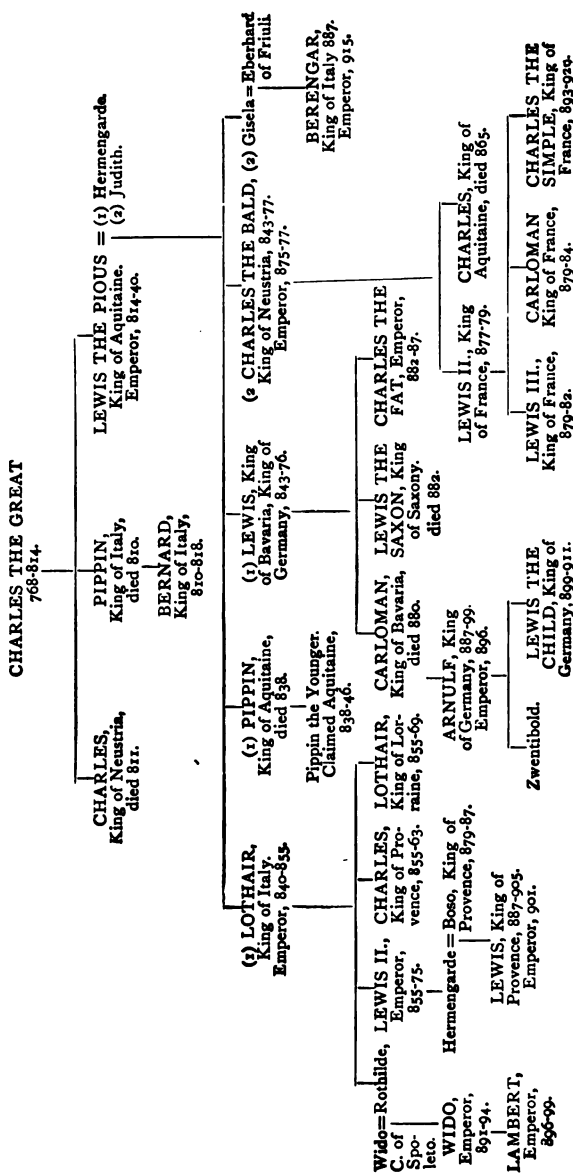 CHARLES THE GREAT
768-814.
CHARLES,
King of Neustria,
died 811.
PIPPIN,
King of Italy,
died 810.
BERNARD,
King of Italy,
810-818.
LEWIS THE PIOUS = (1) Hermengarde.
King of Aquitaine. (2) Judith.
Emperor, 814-40.
(1) LOTHAIR,
King of Italy.
Emperor, 840-855.
(1) PIPPIN,
King of Aquitaine,
died 838.
Pippin the Younger.
Claimed Aquitaine,
838-46.
(1) LEWIS, King
of Bavaria, King of
Germany, 843-76.
(2 CHARLES THE BALD,
King of Neustria, 843-77.
Emperor, 875-77.
(2) Gisela = Eberhard
of Friuli.
BERENGAR,
King of Italy 887.
Emperor, 915.
Wido = Rothilde,
C. of
Spo-
leto.
WIDO,
Emperor,
891-94.
LAMBERT,
Emperor,
896-99.
LEWIS II.,
Emperor,
855-75.
Hermengarde = Boso, King of
Provence, 879-87.
LEWIS, King of
Provence, 887-905.
Emperor, 901.
CHARLES,
King of Pro-
vence, 855-63.
LOTHAIR,
King of Lor-
raine, 855-69.
CARLOMAN,
King of Bavaria,
died 880.
ARNULF, King
of Germany, 887-99.
Emperor, 896.
Zwentibold.
LEWIS THE
CHILD, King of
Germany, 899-911.
LEWIS THE
SAXON, King
of Saxony.
died 882.
CHARLES THE
FAT, Emperor,
882-87.
LEWIS II., King
of France, 877-79.
CHARLES, King of
Aquitaine, died 865.
LEWIS III.,
King of France,
879-82.
CARLOMAN
King of France,
879-84.
CHARLES THE
SIMPLE, King of
France, 893-929.